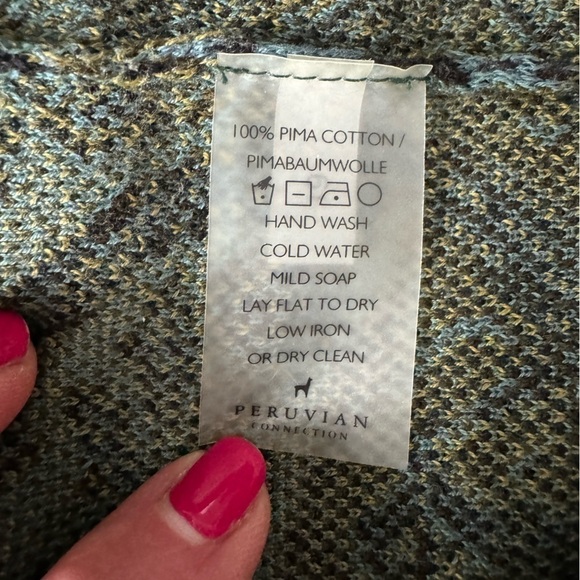 100% PIMA COTTON /
PIMABAUMWOLLE
HAND WASH
COLD WATER
MILD SOAP
LAY FLAT TO DRY
LOW IRON
OR DRY CLEAN
PERUVIAN
CONNECTION